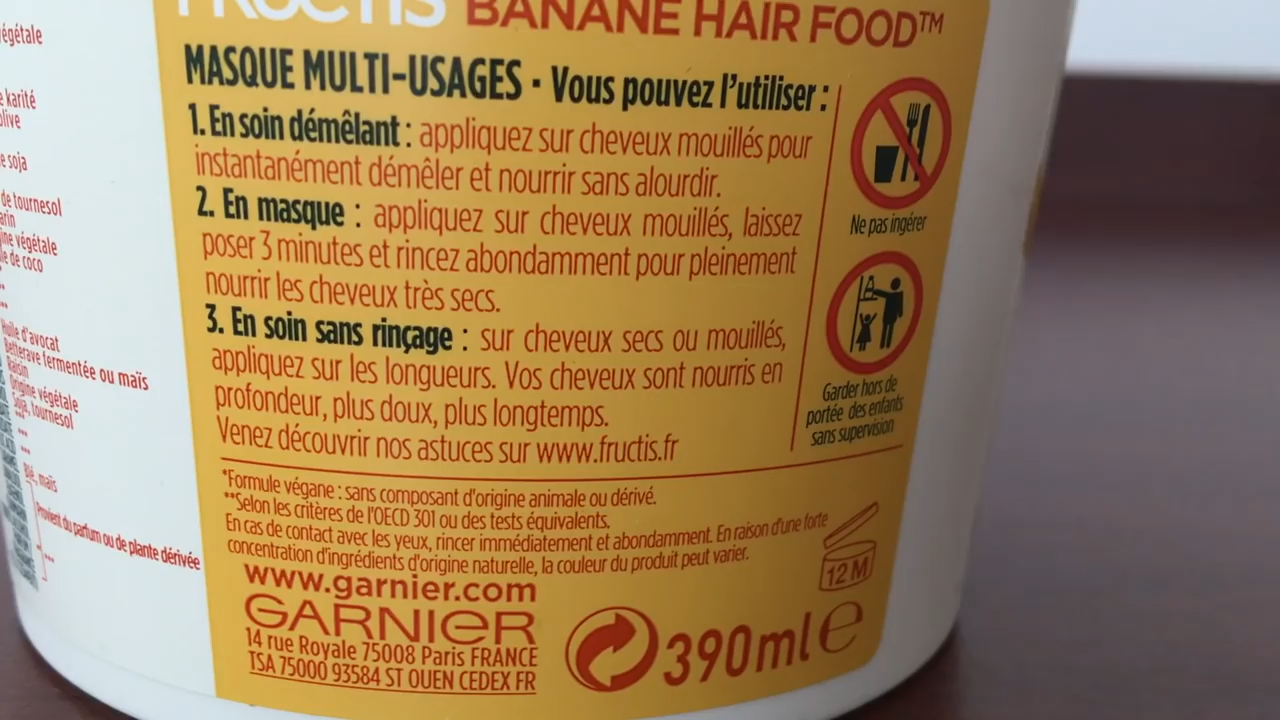 FRUCTIS BANANE HAIR FOOD™
MASQUE MULTI-USAGES · Vous pouvez l'utiliser :
1. En soin démêlant : appliquez sur cheveux mouillés pour
instantanément démêler et nourrir sans alourdir.
2. En masque : appliquez sur cheveux mouillés, laissez
poser 3 minutes et rincez abondamment pour pleinement
nourrir les cheveux très secs.
3. En soin sans rinçage : sur cheveux secs ou mouillés,
appliquez sur les longueurs. Vos cheveux sont nourris en
profondeur, plus doux, plus longtemps.
Venez découvrir nos astuces sur www.fructis.fr
Ne pas ingérer
Garder hors de
portée des enfants
sans supervision
*Formule végane : sans composant d'origine animale ou dérivé.
**Selon les critères de l'OECD 301 ou des tests équivalents.
En cas de contact avec les yeux, rincer immédiatement et abondamment. En raison d'une forte
concentration d'ingrédients d'origine naturelle, la couleur du produit peut varier.
www.garnier.com
GARNIER
14 rue Royale 75008 Paris FRANCE
TSA 75000 93584 ST OUEN CEDEX FR
12 M
390ml e
végétale
karité
olive
soja
de tournesol
végétale
de coco
Huile d'avocat
Betterave fermentée ou maïs
Raisin
Origine végétale
Soja, tournesol
Blé, maïs
Provient du parfum ou de plante dérivée